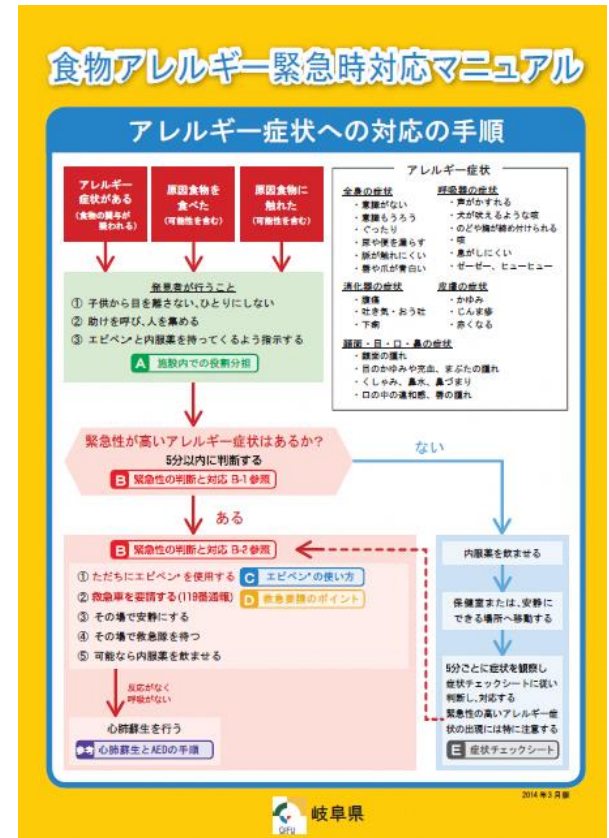 食物アレルギー緊急時対応マニュアル
アレルギー症状への対応の手順
アレルギー
症状がある
(食物の関与が
疑われる)
原因食物を
食べた
(可能性を含む)
原因食物に
触れた
(可能性を含む)
発見者が行うこと
① 子供から目を離さない、ひとりにしない
② 助けを呼び、人を集める
③ エピペン®と内服薬を持ってくるよう指示する
A 施設内での役割分担
アレルギー症状
全身の症状
・意識がない
・意識もうろう
・ぐったり
・尿や便を漏らす
・脈が触れにくい
・唇や爪が青白い
呼吸器の症状
・声がかすれる
・犬が吠えるような咳
・のどや胸が締め付けられる
・咳
・息がしにくい
・ゼーゼー、ヒューヒュー
消化器の症状
・腹痛
・吐き気・おう吐
・下痢
皮膚の症状
・かゆみ
・じんま疹
・赤くなる
顔面・目・口・鼻の症状
・顔面の腫れ
・目のかゆみや充血、まぶたの腫れ
・くしゃみ、鼻水、鼻づまり
・口の中の違和感、唇の腫れ
緊急性が高いアレルギー症状はあるか?
5分以内に判断する
B 緊急性の判断と対応 B-1参照
ない
ある
B 緊急性の判断と対応 B-2参照
① ただちにエピペン®を使用する C エピペン®の使い方
② 救急車を要請する(119番通報) D 救急要請のポイント
③ その場で安静にする
④ その場で救急隊を待つ
⑤ 可能なら内服薬を飲ませる
反応がなく
呼吸がない
心肺蘇生を行う
参考 心肺蘇生とAEDの手順
内服薬を飲ませる
保健室または、安静に
できる場所へ移動する
5分ごとに症状を観察し
症状チェックシートに従い
判断し、対応する
緊急性の高いアレルギー症
状の出現には特に注意する
E 症状チェックシート
2014年3月版
GIFU
岐阜県